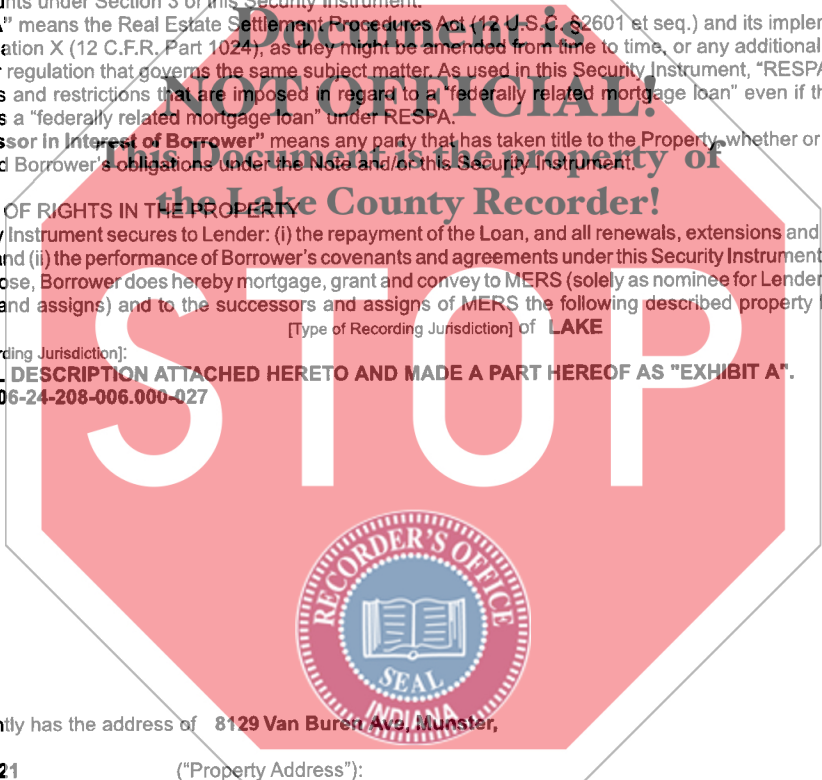 nts under Section 3 of this Security Instrument.
A" means the Real Estate Settlement Procedures Act (12 U.S.C. §2601 et seq.) and its implem
ation X (12 C.F.R. Part 1024), as they might be amended from time to time, or any additional
regulation that governs the same subject matter. As used in this Security Instrument, "RESPA
s and restrictions that are imposed in regard to a "federally related mortgage loan" even if th
s a "federally related mortgage loan" under RESPA.
ssor in Interest of Borrower" means any party that has taken title to the Property, whether or
d Borrower's obligations under the Note and/or this Security Instrument.
Document is
NOT OFFICIAL!
This Document is the property of
the Lake County Recorder!
OF RIGHTS IN THE PROPERTY
y Instrument secures to Lender: (i) the repayment of the Loan, and all renewals, extensions and
nd (ii) the performance of Borrower's covenants and agreements under this Security Instrument
ose, Borrower does hereby mortgage, grant and convey to MERS (solely as nominee for Lender
and assigns) and to the successors and assigns of MERS the following described property
[Type of Recording Jurisdiction] of LAKE
ding Jurisdiction]:
L DESCRIPTION ATTACHED HERETO AND MADE A PART HEREOF AS "EXHIBIT A".
06-24-208-006.000-027
STOP
RECORDER'S OFFICE
SEAL
INDIANA
tly has the address of 8129 Van Buren Ave, Munster,
21 ("Property Address"):